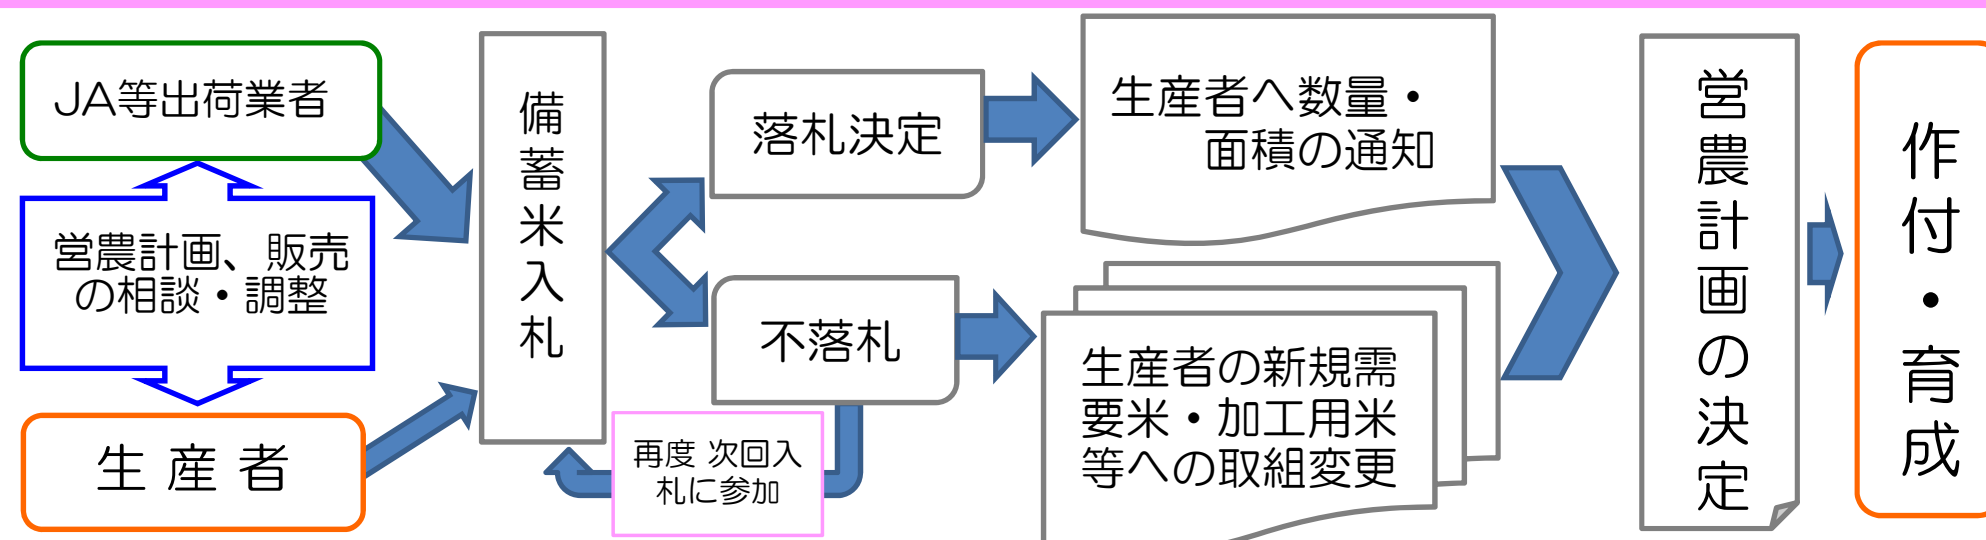 JA等出荷業者
営農計画、販売
の相談・調整
生産者
備蓄米入札
落札決定
不落札
再度 次回入
札に参加
生産者へ数量・
面積の通知
生産者の新規需
要米・加工用米
等への取組変更
営農計画の決定
作付・育成